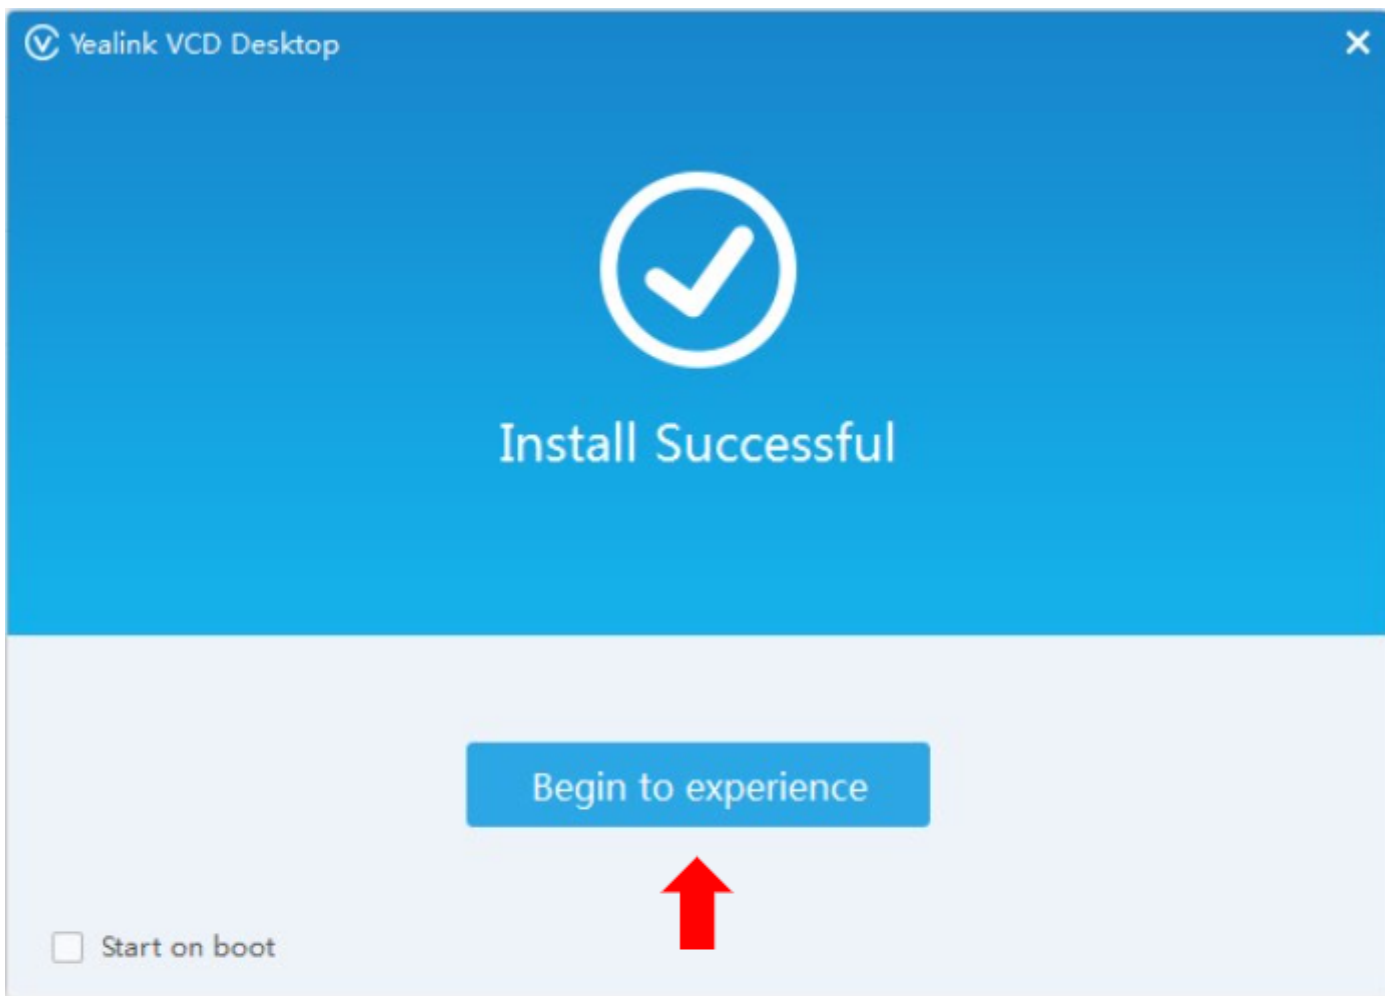 Yealink VCD Desktop
Install Successful
Begin to experience
Start on boot